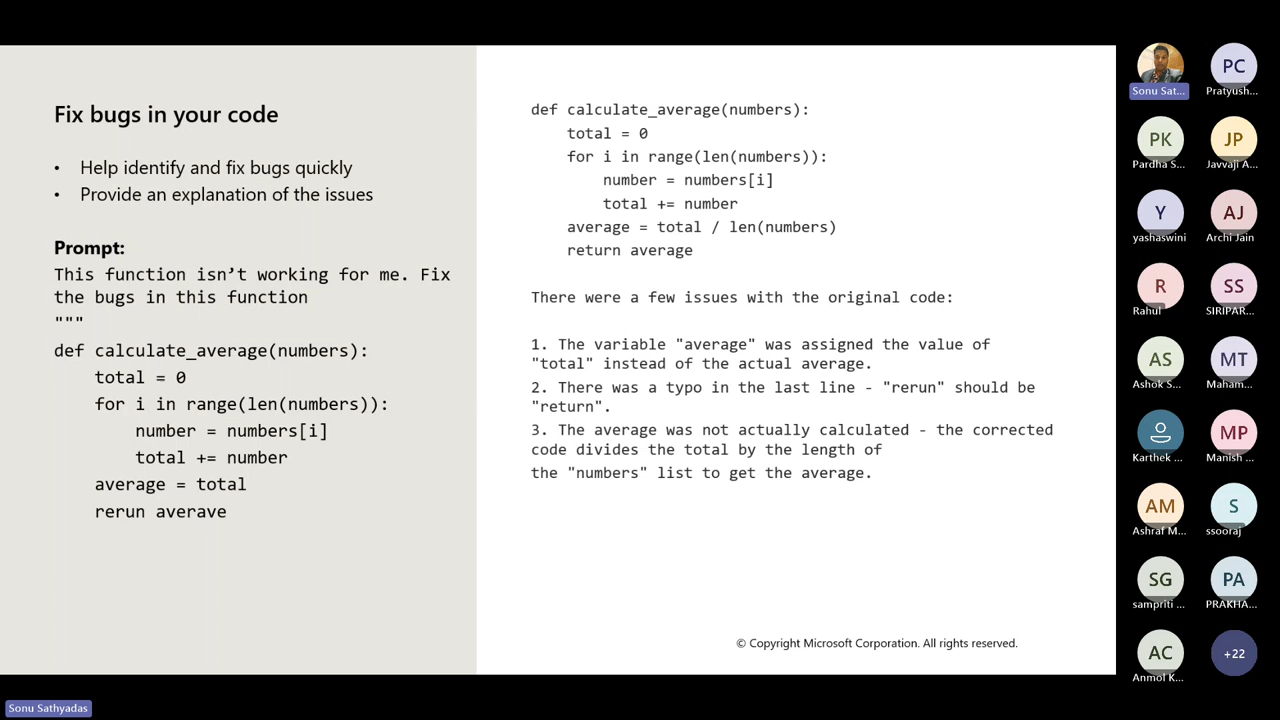 Fix bugs in your code
• Help identify and fix bugs quickly
• Provide an explanation of the issues
Prompt:
This function isn’t working for me. Fix
the bugs in this function
"""
def calculate_average(numbers):
    total = 0
    for i in range(len(numbers)):
        number = numbers[i]
        total += number
    average = total
    rerun averave
def calculate_average(numbers):
    total = 0
    for i in range(len(numbers)):
        number = numbers[i]
        total += number
    average = total / len(numbers)
    return average
There were a few issues with the original code:
1. The variable "average" was assigned the value of
"total" instead of the actual average.
2. There was a typo in the last line - "rerun" should be
"return".
3. The average was not actually calculated - the corrected
code divides the total by the length of
the "numbers" list to get the average.
© Copyright Microsoft Corporation. All rights reserved.
Sonu Sat...
PC
Pratyush...
PK
Pardha S...
JP
Javvaji A...
Y
yashaswini
AJ
Archi Jain
R
Rahul
SS
SIRIPAR...
AS
Ashok S...
MT
Maham...
Karthek ...
MP
Manish ...
AM
Ashraf M...
S
ssooraj
SG
sampriti ...
PA
PRAKHA...
AC
Anmol K...
+22
Sonu Sathyadas